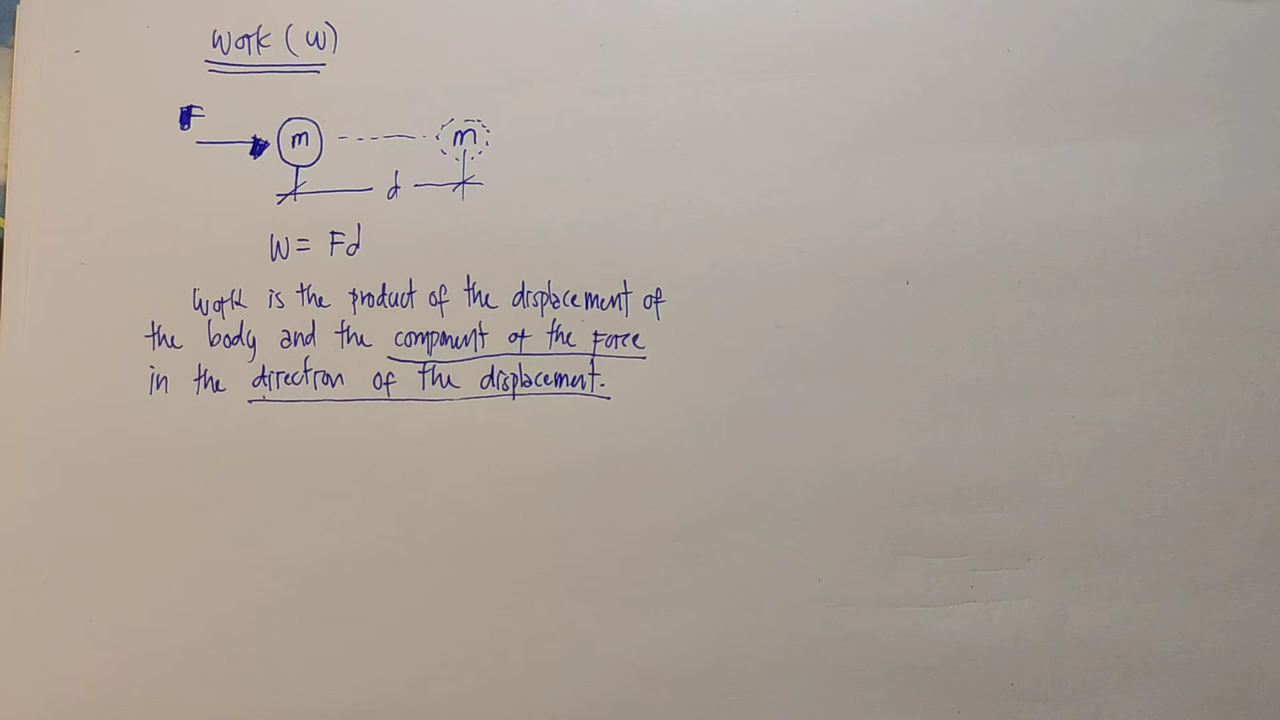 Work (W)
F
m m
d
W = Fd
Work is the product of the displacement of
the body and the component of the Force
in the direction of the displacement.